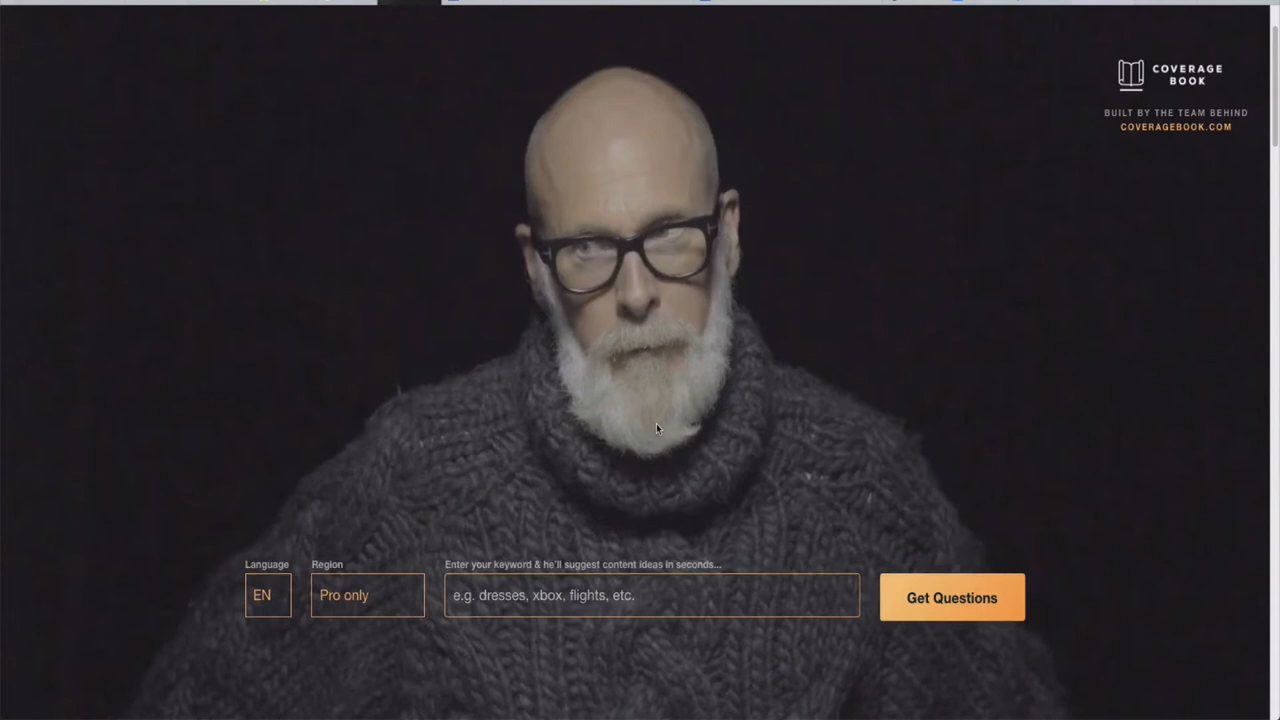 COVERAGE
BOOK
BUILT BY THE TEAM BEHIND
COVERAGEBOOK.COM
Language
Region
Enter your keyword & he'll suggest content ideas in seconds...
EN
Pro only
e.g. dresses, xbox, flights, etc.
Get Questions